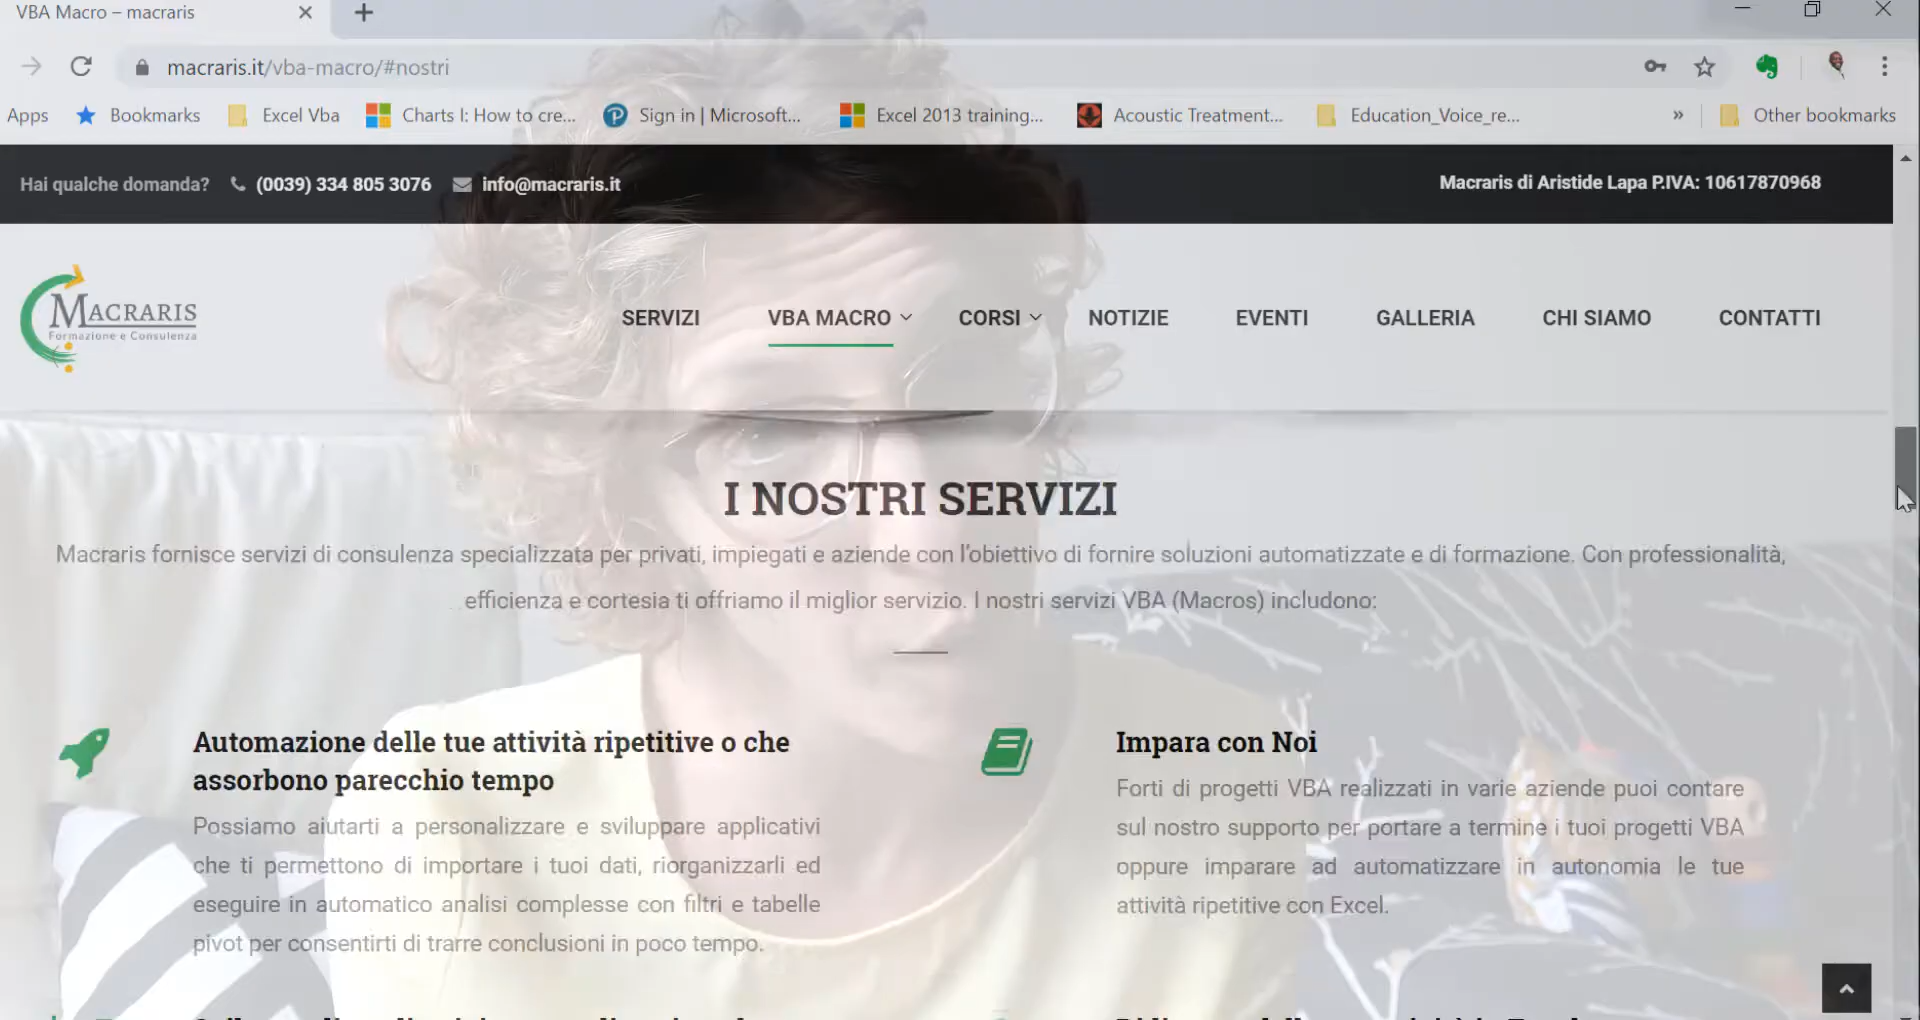 VBA Macro – macraris
macraris.it/vba-macro/#nostri
Apps Bookmarks Excel Vba Charts I: How to cre... Sign in | Microsoft... Excel 2013 training... Acoustic Treatment... Education_Voice_re... » Other bookmarks
Hai qualche domanda? (0039) 334 805 3076 info@macraris.it Macraris di Aristide Lapa P.IVA: 10617870968
MACRARIS
Formazione e Consulenza
SERVIZI VBA MACRO CORSI NOTIZIE EVENTI GALLERIA CHI SIAMO CONTATTI
I NOSTRI SERVIZI
Macraris fornisce servizi di consulenza specializzata per privati, impiegati e aziende con l'obiettivo di fornire soluzioni automatizzate e di formazione. Con professionalità,
efficienza e cortesia ti offriamo il miglior servizio. I nostri servizi VBA (Macros) includono:
Automazione delle tue attività ripetitive o che
assorbono parecchio tempo
Possiamo aiutarti a personalizzare e sviluppare applicativi
che ti permettono di importare i tuoi dati, riorganizzarli ed
eseguire in automatico analisi complesse con filtri e tabelle
pivot per consentirti di trarre conclusioni in poco tempo.
Impara con Noi
Forti di progetti VBA realizzati in varie aziende puoi contare
sul nostro supporto per portare a termine i tuoi progetti VBA
oppure imparare ad automatizzare in autonomia le tue
attività ripetitive con Excel.